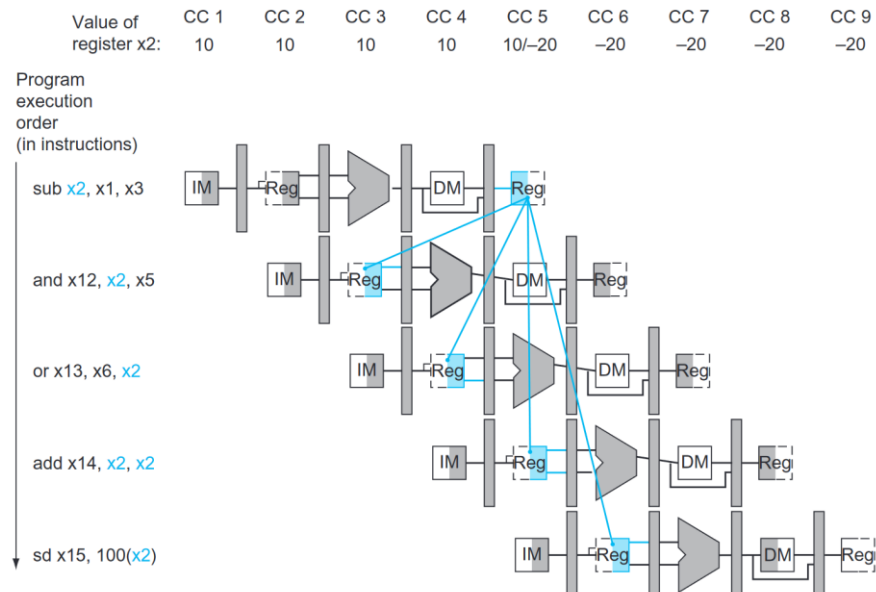 Value of
register x2:
CC 1 CC 2 CC 3 CC 4 CC 5 CC 6 CC 7 CC 8 CC 9
10 10 10 10 10/–20 –20 –20 –20 –20
Program
execution
order
(in instructions)
sub x2, x1, x3
IM Reg DM Reg
and x12, x2, x5
IM Reg DM Reg
or x13, x6, x2
IM Reg DM Reg
add x14, x2, x2
IM Reg DM Reg
sd x15, 100(x2)
IM Reg DM Reg